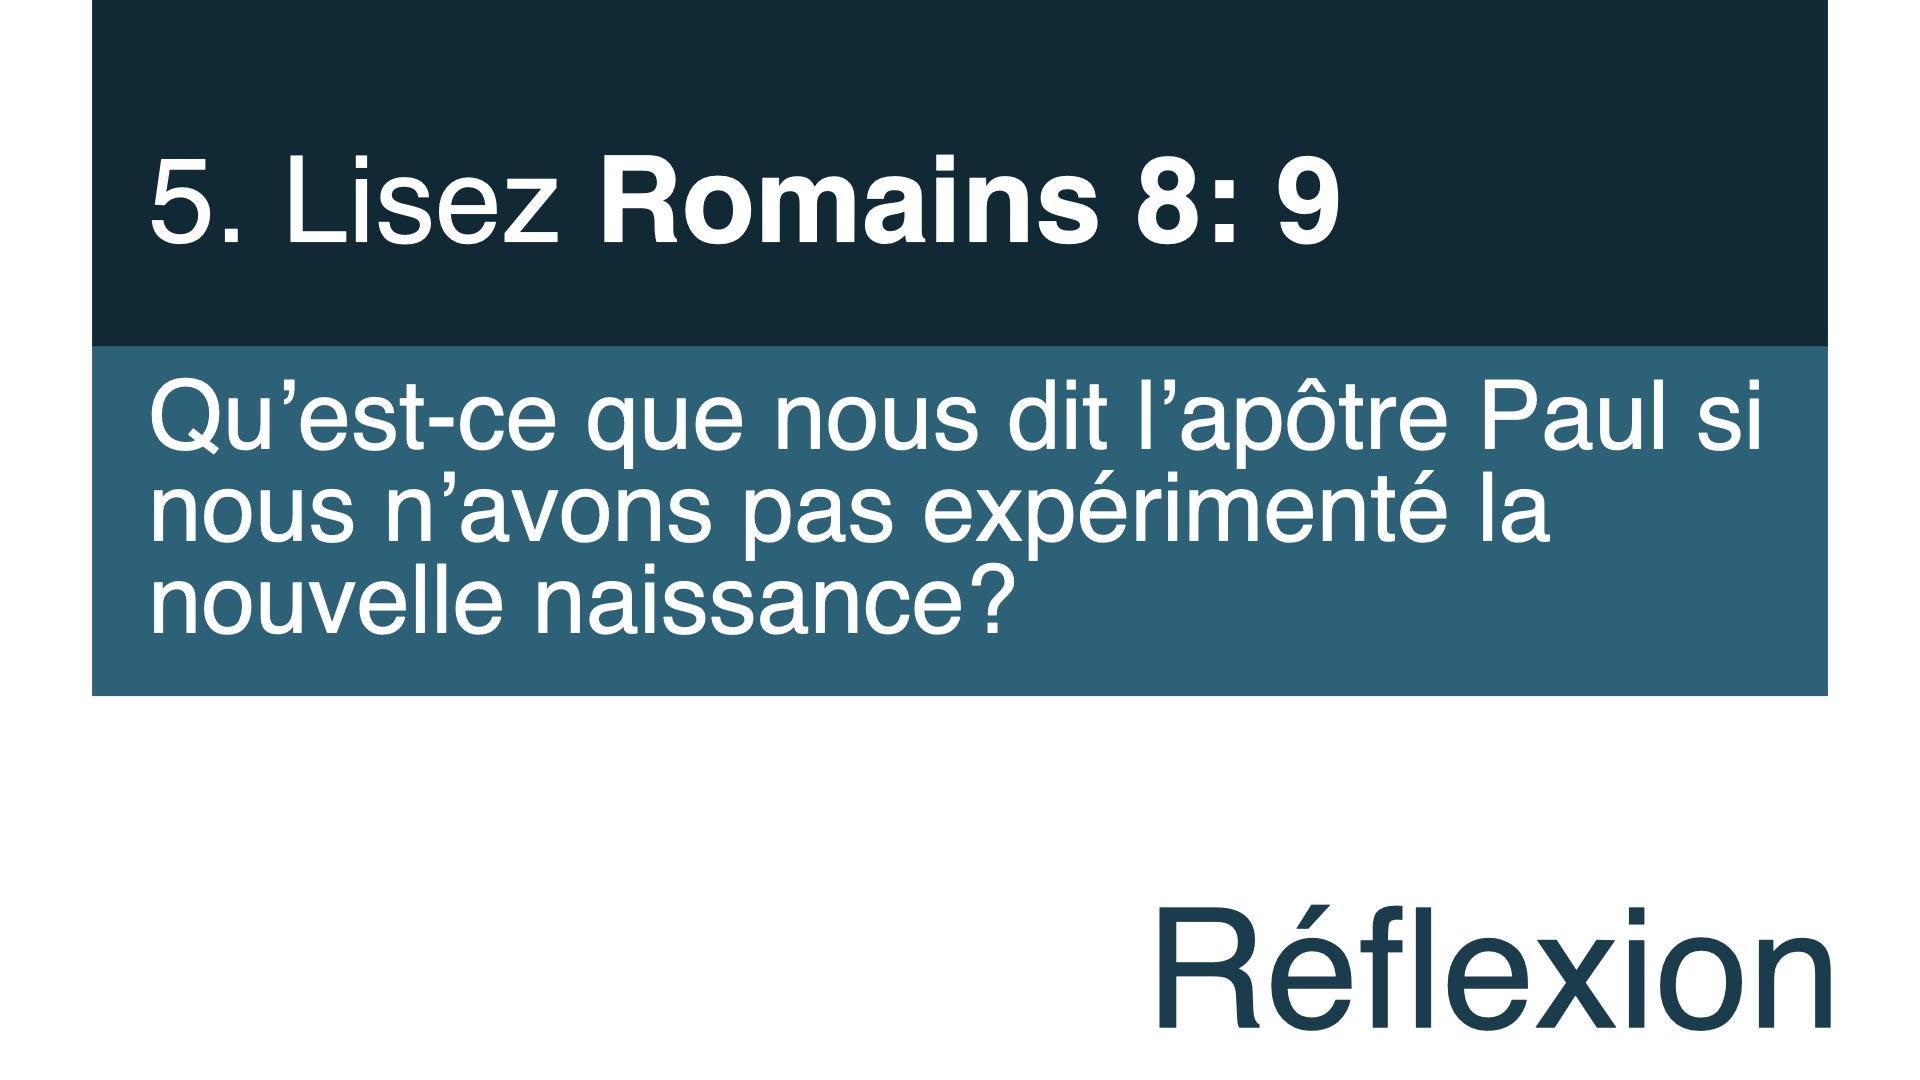 5. Lisez Romains 8: 9
Qu’est-ce que nous dit l’apôtre Paul si
nous n’avons pas expérimenté la
nouvelle naissance?
Réflexion